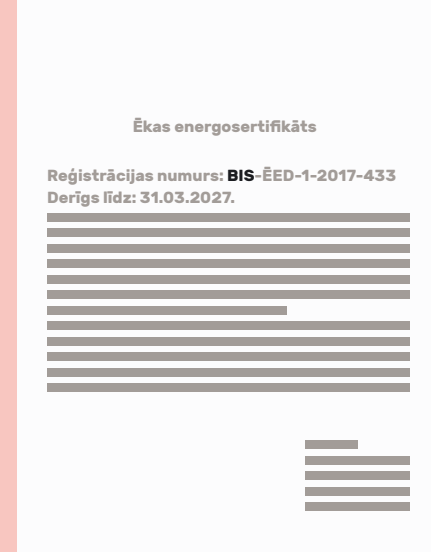 Ēkas energosertifikāts
Reģistrācijas numurs: BIS-ĒED-1-2017-433
Derīgs līdz: 31.03.2027.